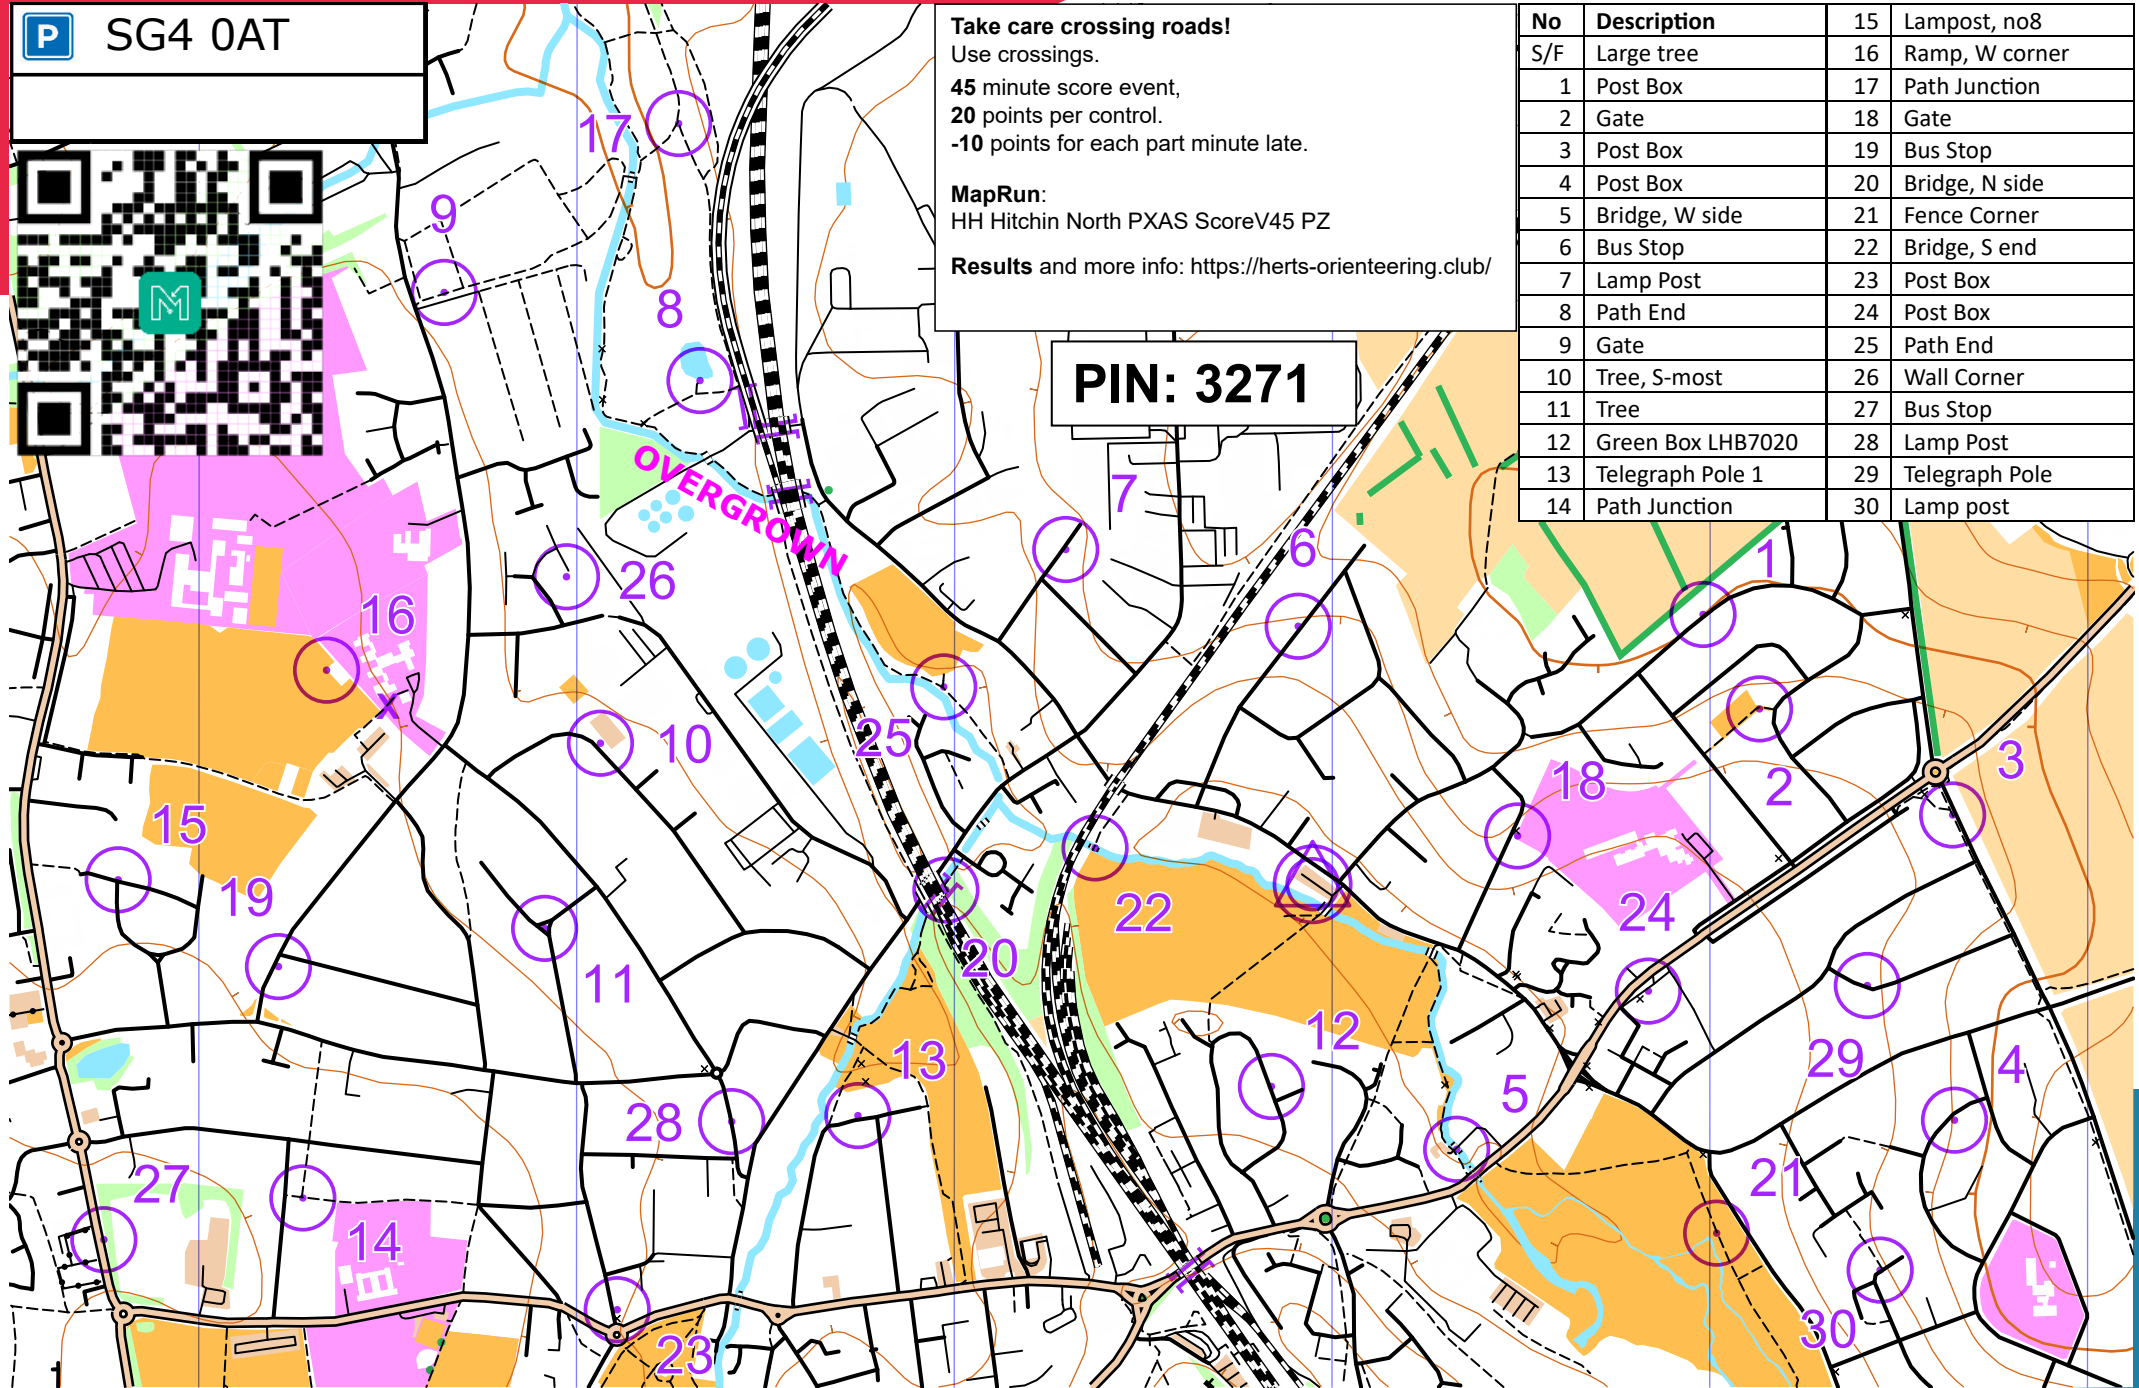 P SG4 0AT
Take care crossing roads!
Use crossings.
45 minute score event,
20 points per control.
-10 points for each part minute late.
MapRun:
HH Hitchin North PXAS ScoreV45 PZ
Results and more info: https://herts-orienteering.club/
PIN: 3271
No Description
S/F Large tree
1 Post Box
2 Gate
3 Post Box
4 Post Box
5 Bridge, W side
6 Bus Stop
7 Lamp Post
8 Path End
9 Gate
10 Tree, S-most
11 Tree
12 Green Box LHB7020
13 Telegraph Pole 1
14 Path Junction
15 Lampost, no8
16 Ramp, W corner
17 Path Junction
18 Gate
19 Bus Stop
20 Bridge, N side
21 Fence Corner
22 Bridge, S end
23 Post Box
24 Post Box
25 Path End
26 Wall Corner
27 Bus Stop
28 Lamp Post
29 Telegraph Pole
30 Lamp post
17
9
8
OVERGROWN
7
6
1
26
16
25
10
3
18
2
15
19
22
24
20
11
12
13
29
4
5
28
27
21
14
30
23